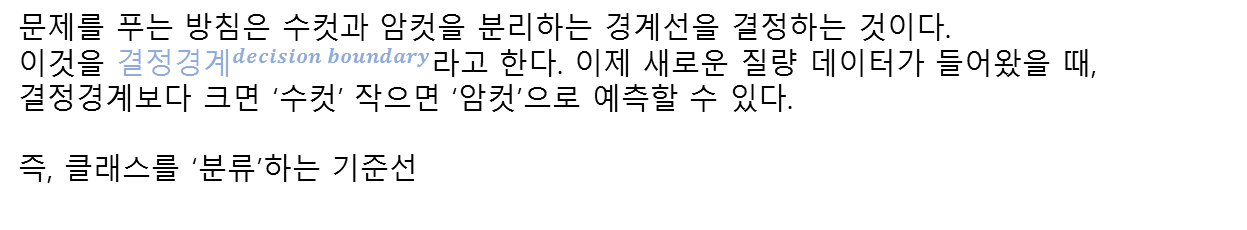 문제를 푸는 방침은 수컷과 암컷을 분리하는 경계선을 결정하는 것이다.
이것을 결정경계decision boundary라고 한다. 이제 새로운 질량 데이터가 들어왔을 때,
결정경계보다 크면 ‘수컷’ 작으면 ‘암컷’으로 예측할 수 있다.
즉, 클래스를 ‘분류’하는 기준선